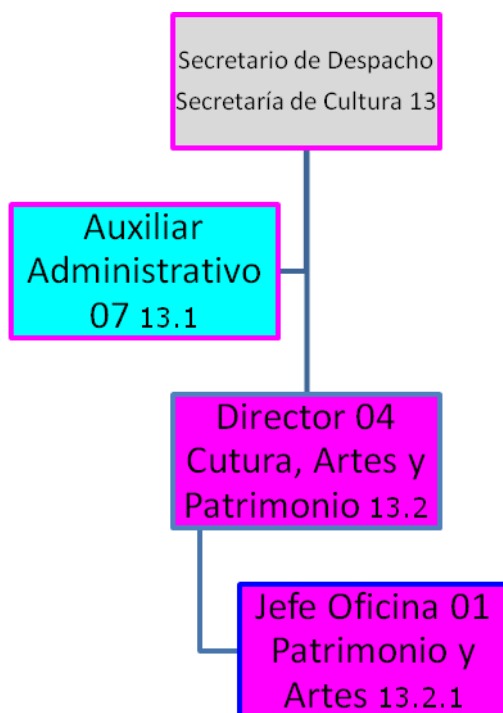 Secretario de Despacho
Secretaría de Cultura 13
Auxiliar
Administrativo
07 13.1
Director 04
Cutura, Artes y
Patrimonio 13.2
Jefe Oficina 01
Patrimonio y
Artes 13.2.1